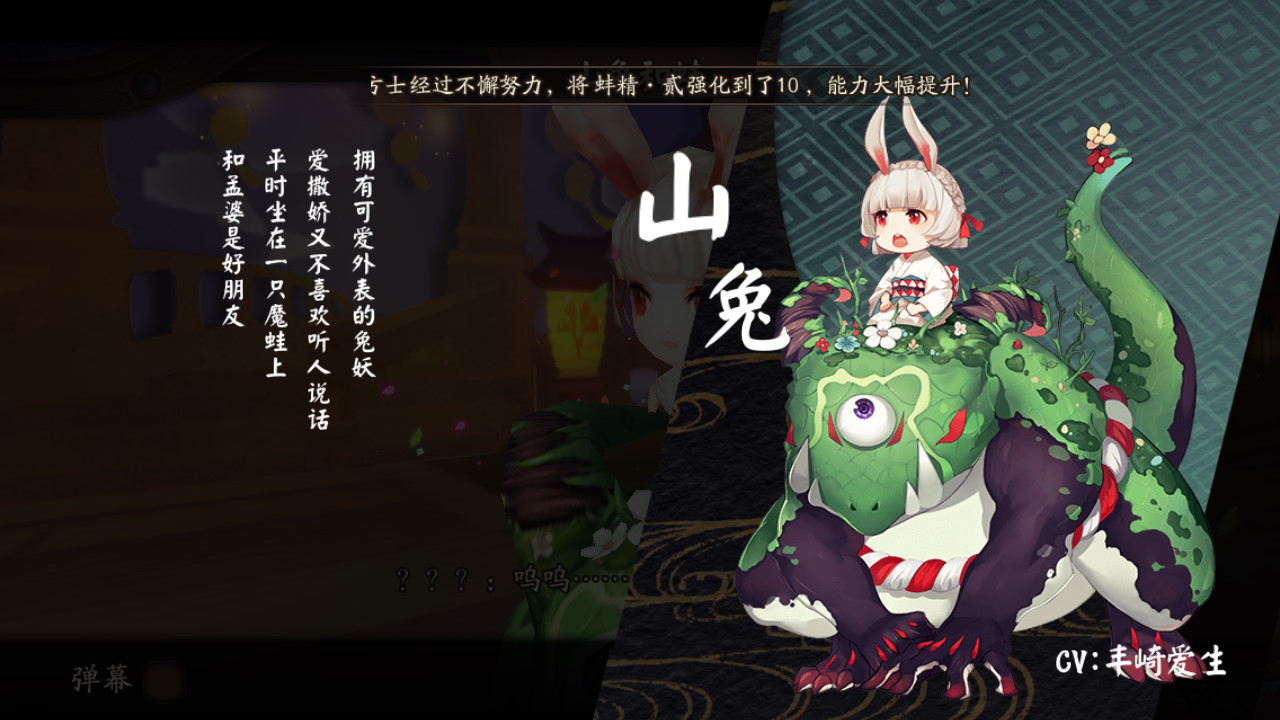 方士经过不懈努力，将蚌精·贰强化到了10，能力大幅提升！
山兔
拥有可爱外表的兔妖
爱撒娇又不喜欢听人说话
平时坐在一只魔蛙上
和孟婆是好朋友
？？？：呜呜……
CV:丰崎爱生
弹幕